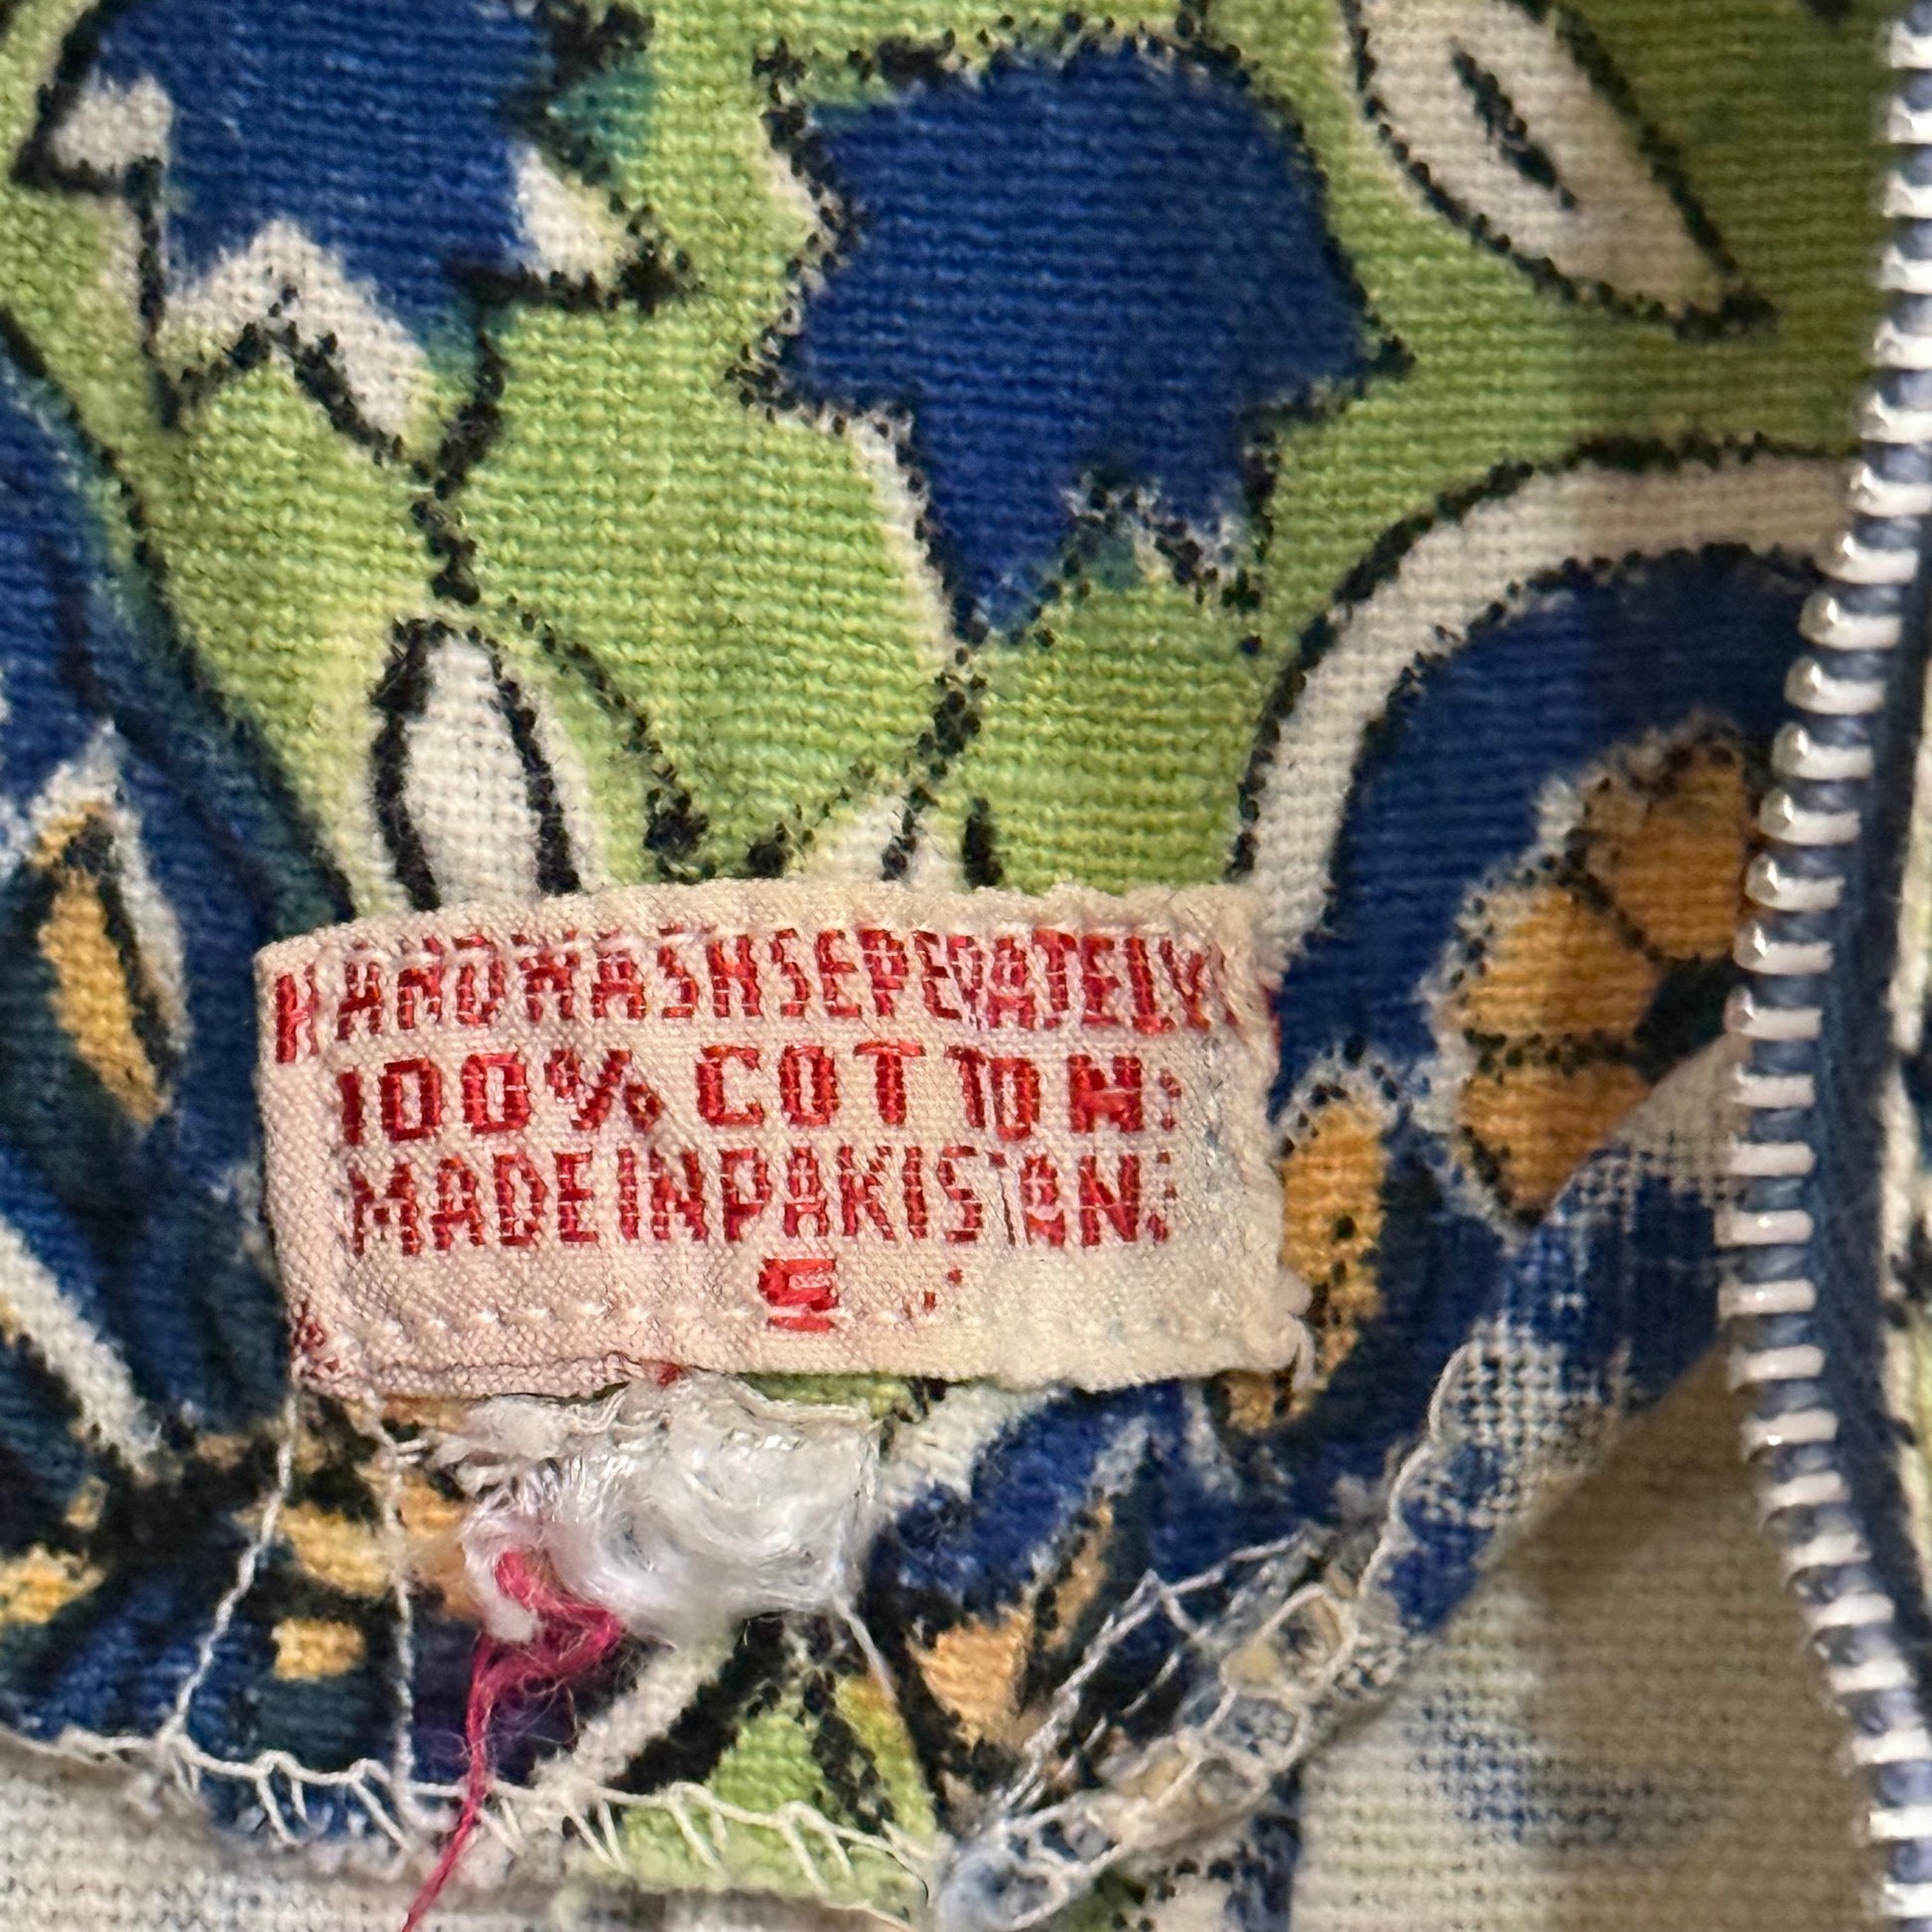 HANDWASHSEPERATELY:
100% COTTON:
MADEINPAKISTAN:
S